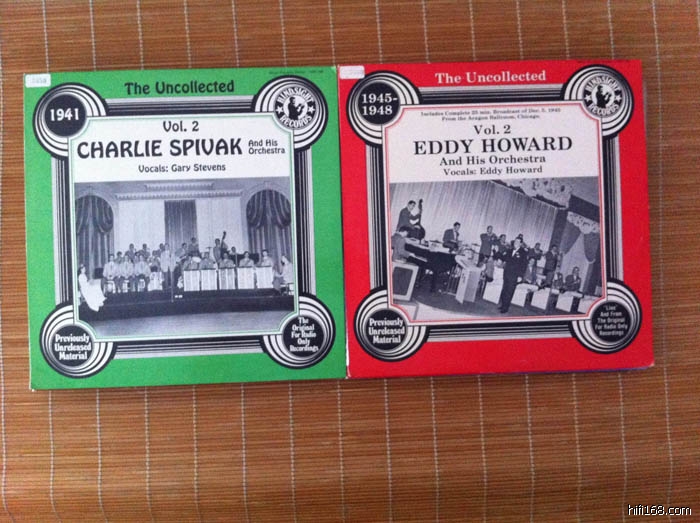 The Uncollected
1941
HINDSIGHT RECORDS
Vol. 2
CHARLIE SPIVAK And His Orchestra
Vocals: Gary Stevens
Previously Unreleased Material
The Original For Radio Only Recordings
The Uncollected
1945-1948
HINDSIGHT RECORDS
Includes Complete 25 min. Broadcast of Dec. 5, 1945
From the Aragon Ballroom, Chicago.
Vol. 2
EDDY HOWARD
And His Orchestra
Vocals: Eddy Howard
Previously Unreleased Material
"Live" And From The Original For Radio Only Recordings
hifi168.com